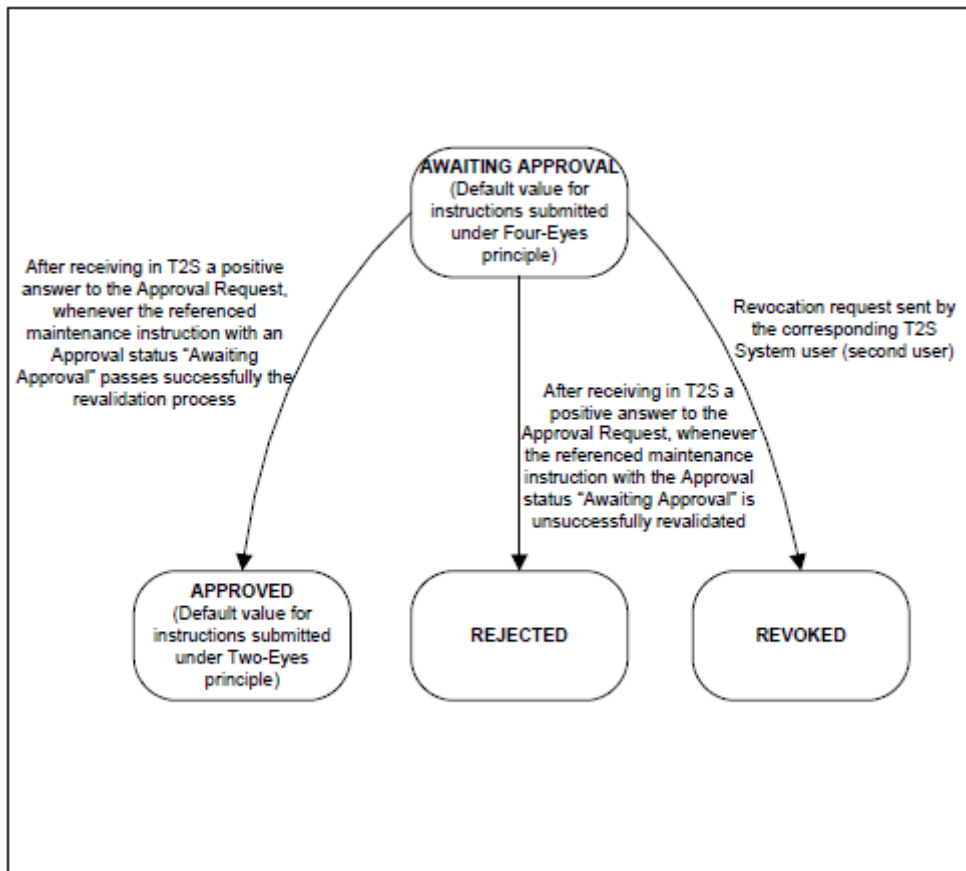 AWAITING APPROVAL
(Default value for
instructions submitted
under Four-Eyes
principle)
After receiving in T2S a positive
answer to the Approval Request,
whenever the referenced
maintenance instruction with an
Approval status “Awaiting
Approval” passes successfully the
revalidation process
Revocation request sent by
the corresponding T2S
System user (second user)
After receiving in T2S a
positive answer to the
Approval Request, whenever
the referenced maintenance
instruction with the Approval
status “Awaiting Approval” is
unsuccessfully revalidated
APPROVED
(Default value for
instructions submitted
under Two-Eyes
principle)
REJECTED
REVOKED